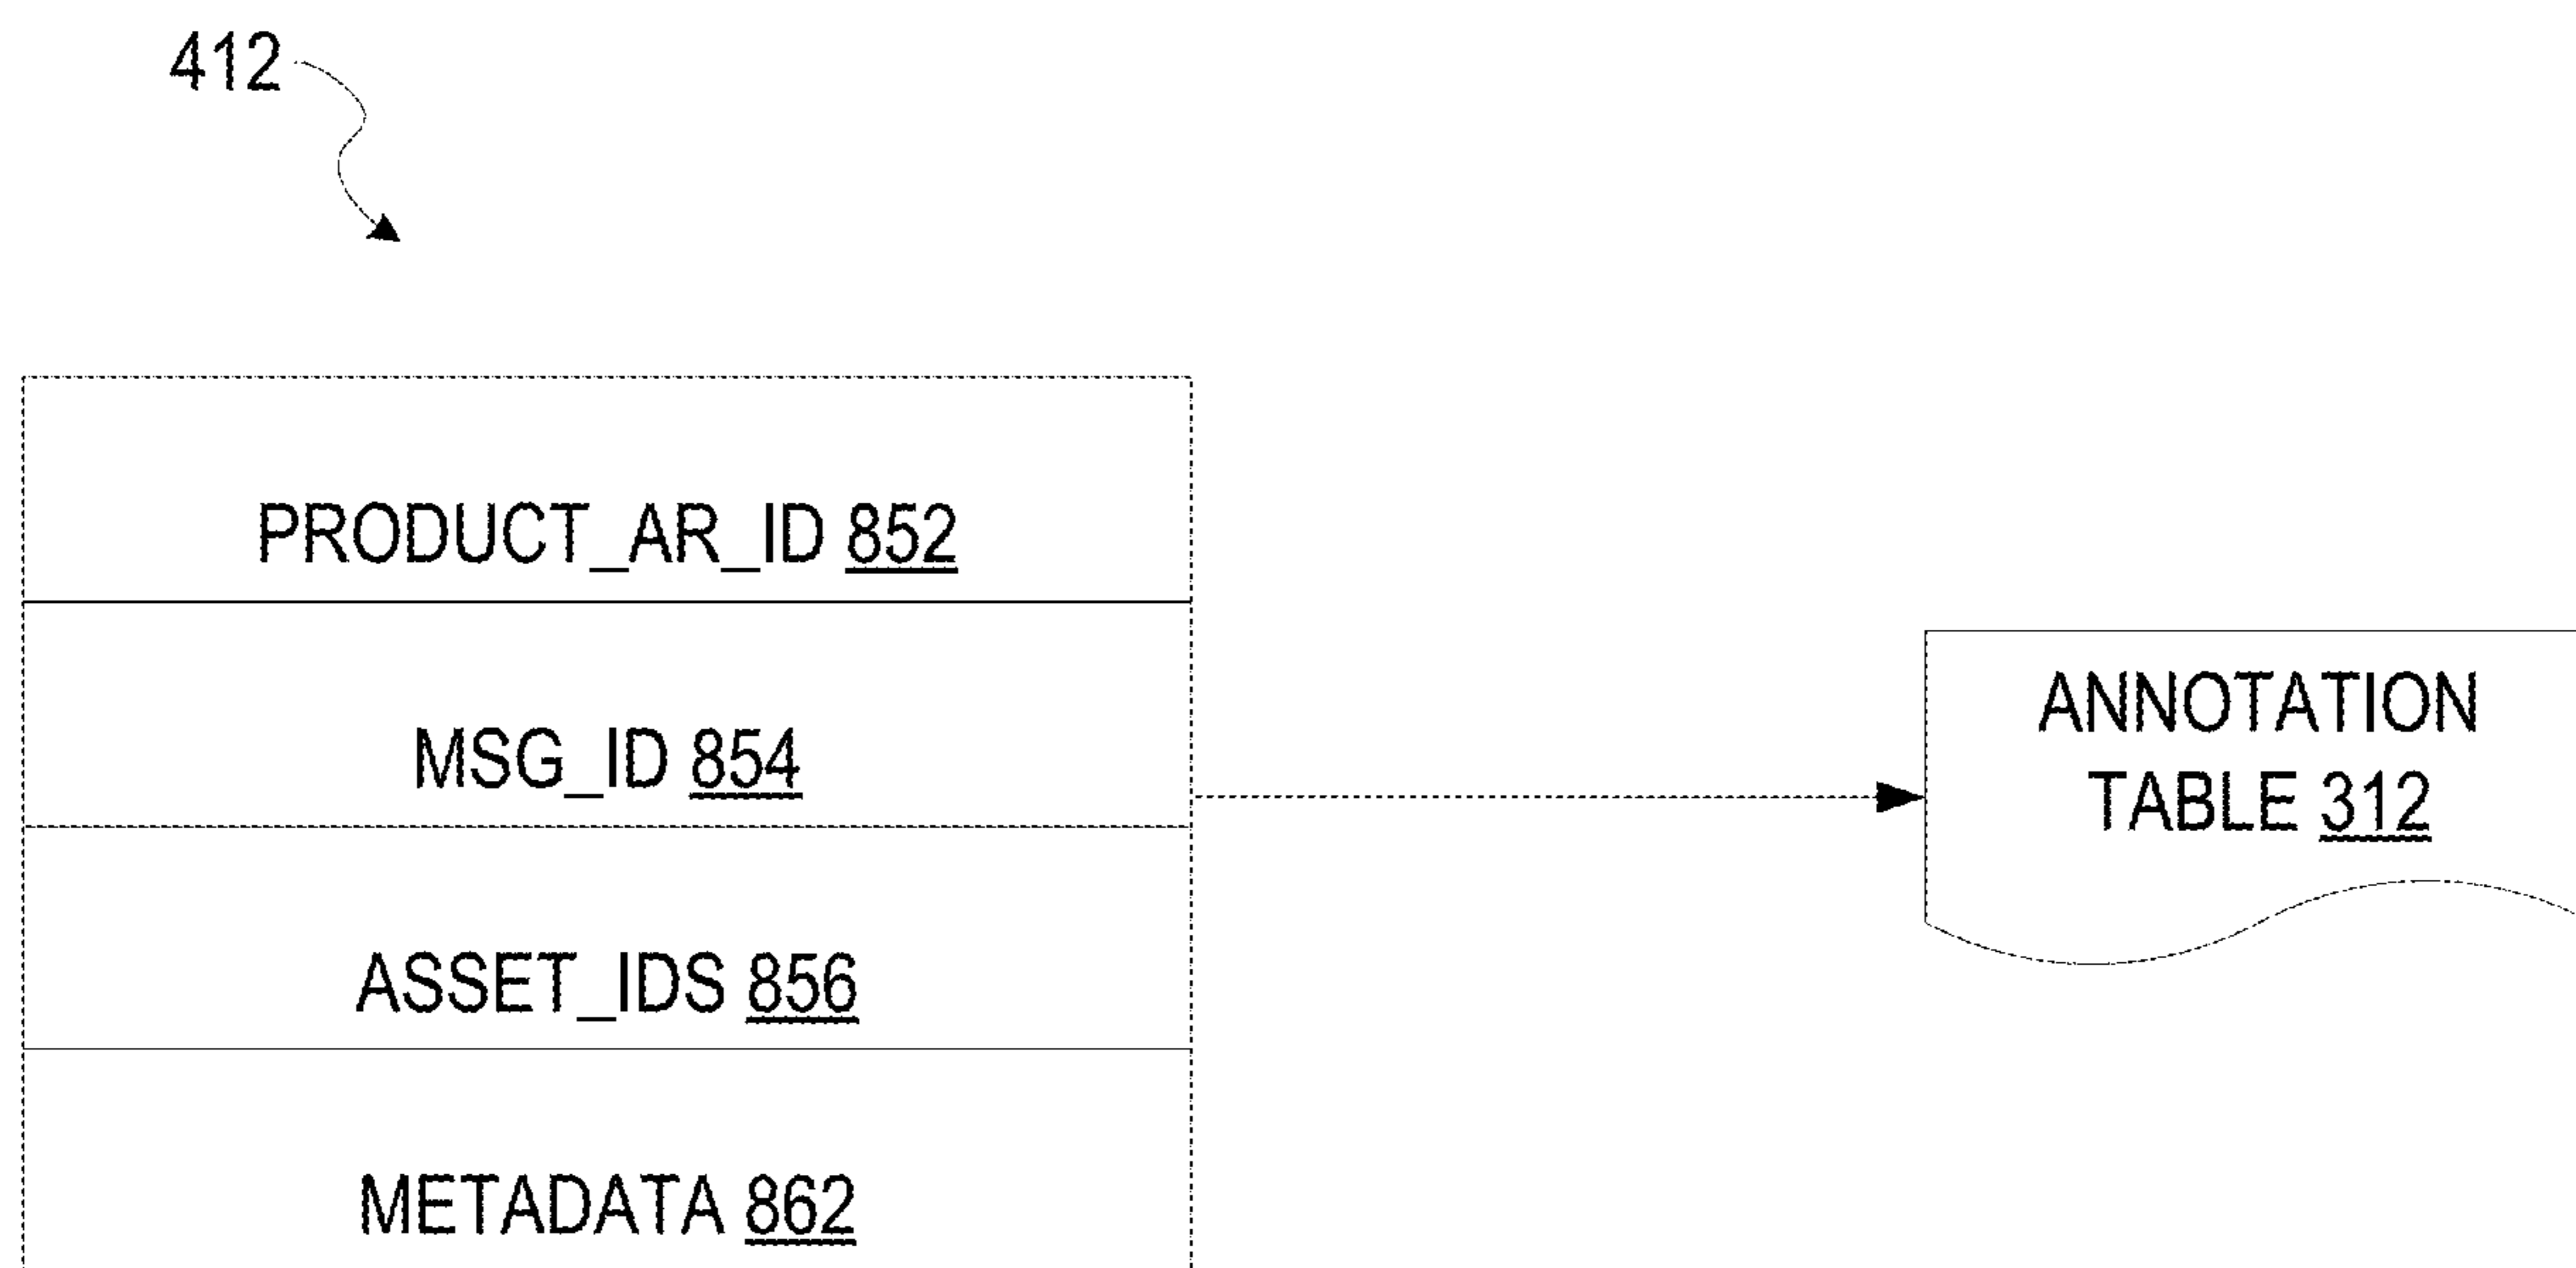 412
PRODUCT_AR_ID 852
MSG_ID 854
ANNOTATION
TABLE 312
ASSET_IDS 856
METADATA 862